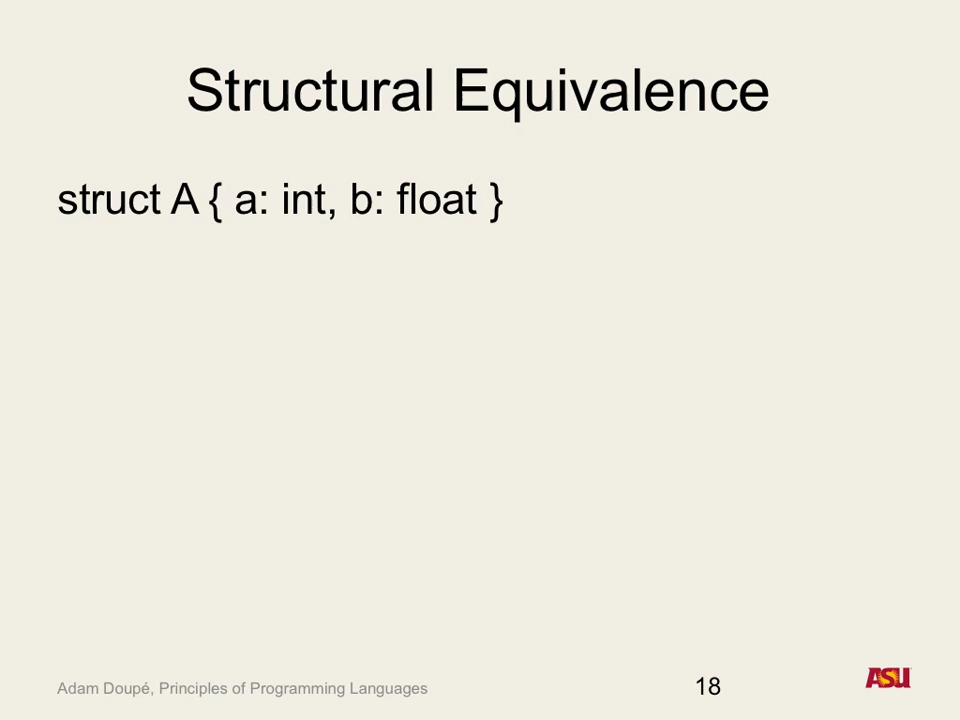 Structural Equivalence
struct A { a: int, b: float }
Adam Doupé, Principles of Programming Languages
18
ASU